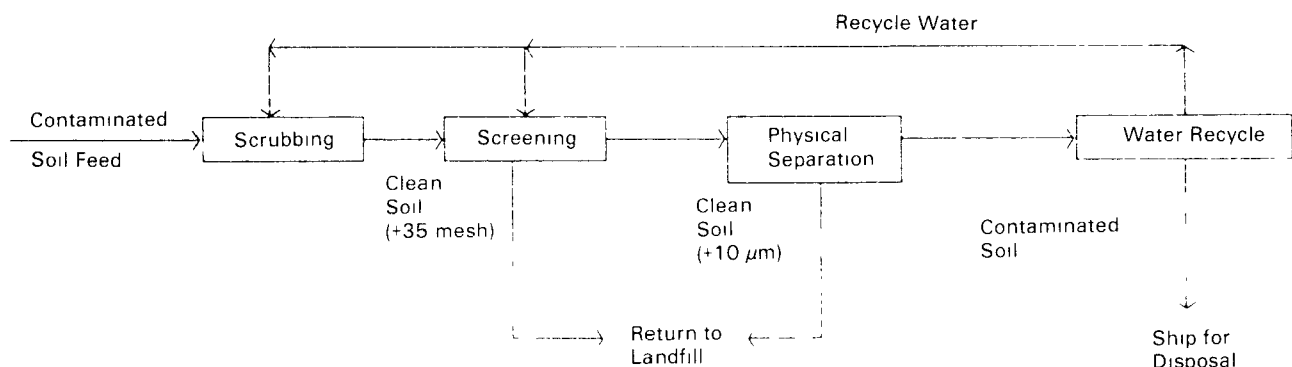 Recycle Water
Contaminated
Soil Feed
Scrubbing
Screening
Physical
Separation
Water Recycle
Clean
Soil
(+35 mesh)
Clean
Soil
(+10 μm)
Contaminated
Soil
Return to
Landfill
Ship for
Disposal